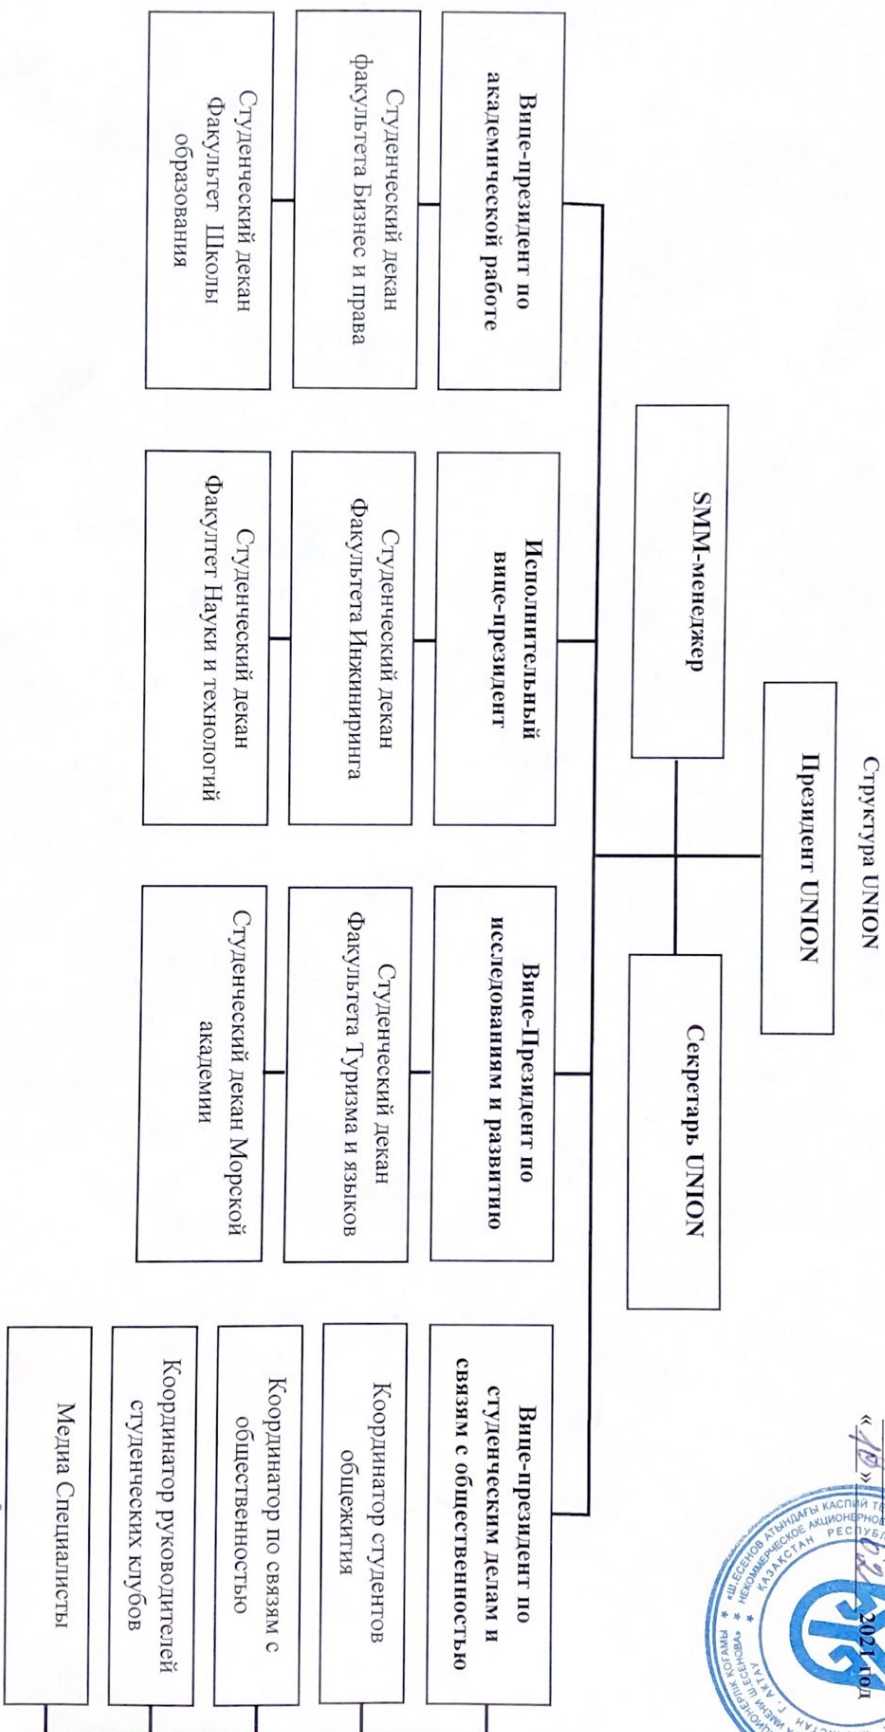 «10» 02 2021 год
Структура UNION
Президент UNION
SMM-менеджер
Секретарь UNION
Вице-президент по
академической работе
Исполнительный
вице-президент
Вице-Президент по
исследованиям и развитию
Вице-президент по
студенческим делам и
связям с общественностью
Студенческий декан
факультета Бизнес и права
Студенческий декан
Факультета Инжиниринга
Студенческий декан
Факультета Туризма и языков
Координатор студентов
общежития
Студенческий декан
Факультет Школы
образования
Студенческий декан
Факултет Науки и технологий
Студенческий декан Морской
академии
Координатор по связям с
общественностью
Координатор руководителей
студенческих клубов
Медиа Специалисты